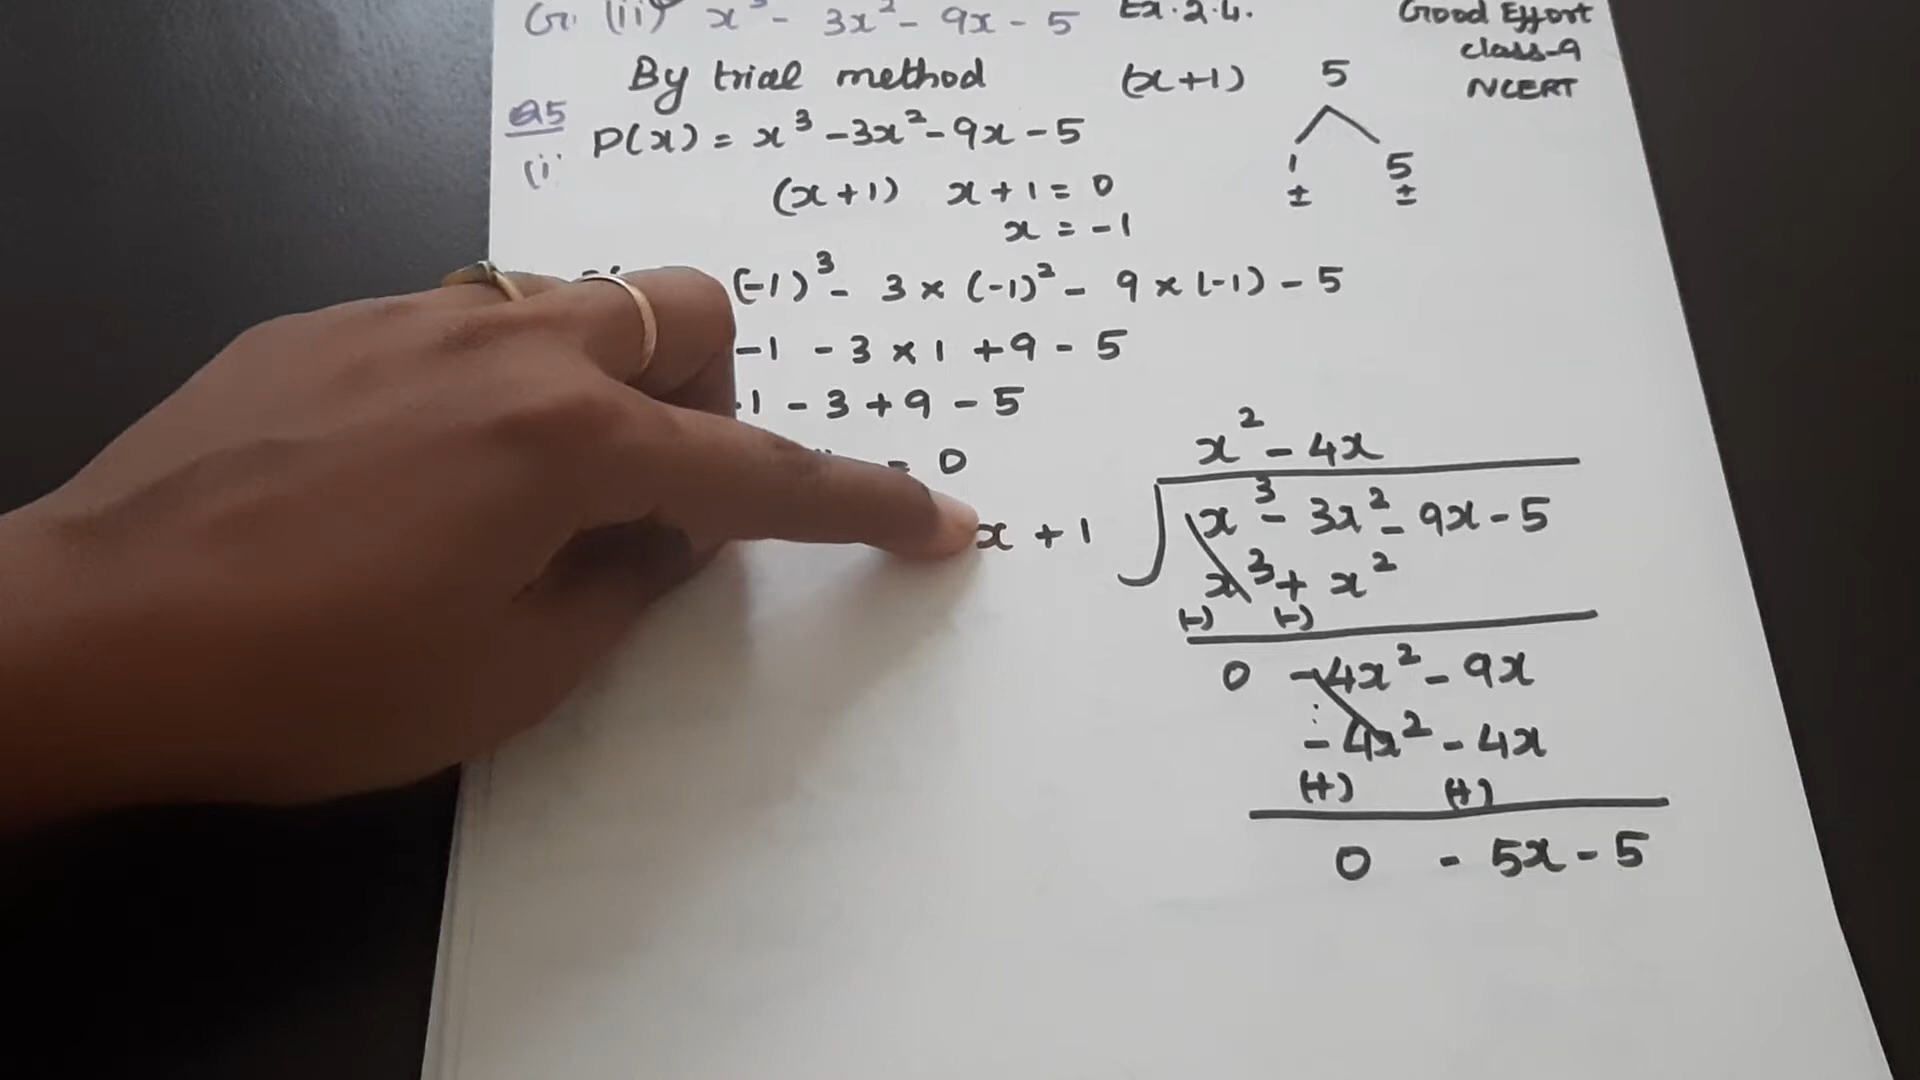 (ii) x³ - 3x² - 9x - 5 Ex.2.4.
Good Effort
class-9
NCERT
By trial method (x+1) 5
Q5
P(x) = x³ - 3x² - 9x - 5
(i)
1 5
± ±
(x+1) x+1 = 0
x = -1
(-1)³ - 3 × (-1)² - 9 × (-1) - 5
-1 - 3 × 1 + 9 - 5
-1 - 3 + 9 - 5
= 0
x² - 4x
x + 1 x³ - 3x² - 9x - 5
x³ + x²
(-) (-)
0 - 4x² - 9x
- 4x² - 4x
(+) (+)
0 - 5x - 5